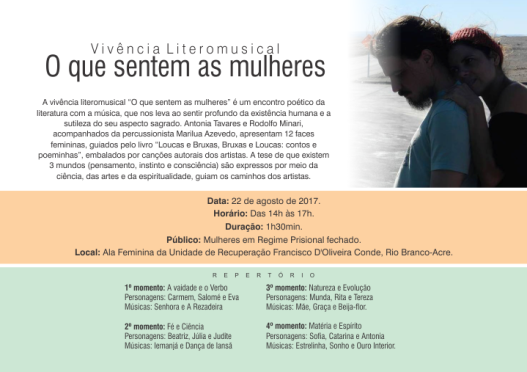 Vivência Literomusical
O que sentem as mulheres
A vivência literomusical "O que sentem as mulheres" é um encontro poético da
literatura com a música, que nos leva ao sentir profundo da existência humana e a
sutileza do seu aspecto sagrado. Antonia Tavares e Rodolfo Minari,
acompanhados da percussionista Marilua Azevedo, apresentam 12 faces
femininas, guiados pelo livro "Loucas e Bruxas, Bruxas e Loucas: contos e
poeminhas", embalados por canções autorais dos artistas. A tese de que existem
3 mundos (pensamento, instinto e consciência) são expressos por meio da
ciência, das artes e da espiritualidade, guiam os caminhos dos artistas.
Data: 22 de agosto de 2017.
Horário: Das 14h às 17h.
Duração: 1h30min.
Público: Mulheres em Regime Prisional fechado.
Local: Ala Feminina da Unidade de Recuperação Francisco D'Oliveira Conde, Rio Branco-Acre.
REPERTÓRIO
1º momento: A vaidade e o Verbo
Personagens: Carmem, Salomé e Eva
Músicas: Senhora e A Rezadeira
2º momento: Fé e Ciência
Personagens: Beatriz, Júlia e Judite
Músicas: Iemanjá e Dança de Iansã
3º momento: Natureza e Evolução
Personagens: Munda, Rita e Tereza
Músicas: Mãe, Graça e Beija-flor.
4º momento: Matéria e Espírito
Personagens: Sofia, Catarina e Antonia
Músicas: Estrelinha, Sonho e Ouro Interior.